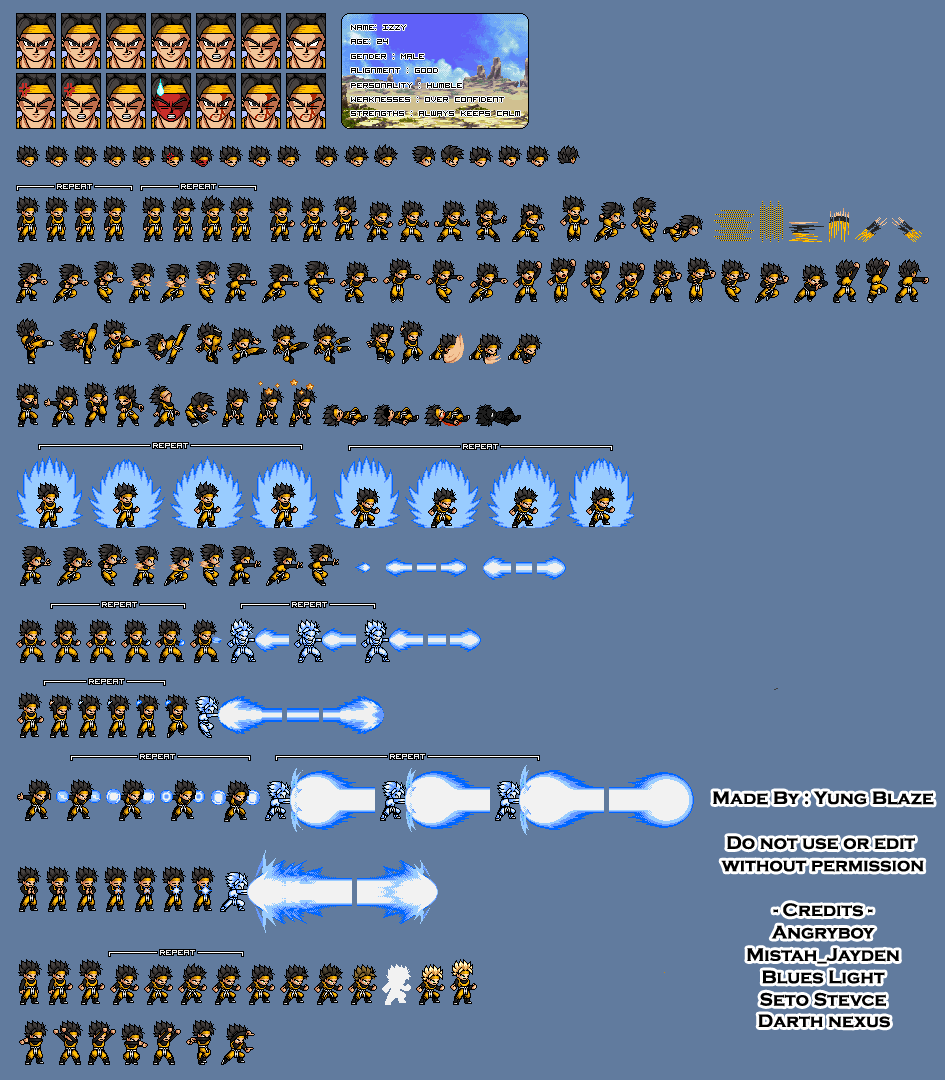 NAME: IZZY
AGE: 24
GENDER : MALE
ALIGNMENT : GOOD
PERSONALITY : HUMBLE
WEAKNESSES : OVER CONFIDENT
STRENGTHS : ALWAYS KEEPS CALM
REPEAT REPEAT
REPEAT REPEAT
REPEAT REPEAT
REPEAT
REPEAT REPEAT
Made By : Yung Blaze
Do not use or edit
without permission
- Credits -
Angryboy
Mistah_Jayden
Blues Light
Seto Stevce
Darth nexus
REPEAT